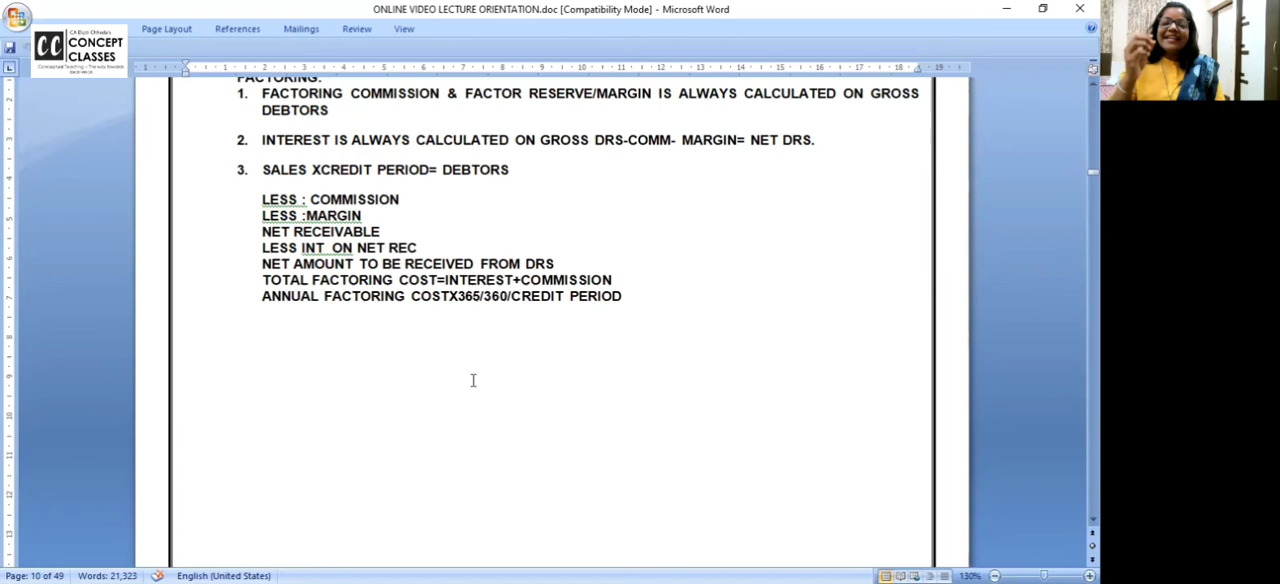 ONLINE VIDEO LECTURE ORIENTATION.doc [Compatibility Mode] - Microsoft Word
Page Layout References Mailings Review View
CC
CONCEPT
CLASSES
FACTORING:
1. FACTORING COMMISSION & FACTOR RESERVE/MARGIN IS ALWAYS CALCULATED ON GROSS
DEBTORS
2. INTEREST IS ALWAYS CALCULATED ON GROSS DRS-COMM- MARGIN= NET DRS.
3. SALES XCREDIT PERIOD= DEBTORS
LESS : COMMISSION
LESS :MARGIN
NET RECEIVABLE
LESS INT ON NET REC
NET AMOUNT TO BE RECEIVED FROM DRS
TOTAL FACTORING COST=INTEREST+COMMISSION
ANNUAL FACTORING COSTX365/360/CREDIT PERIOD
Page: 10 of 49 Words: 21,323 English (United States) 130%